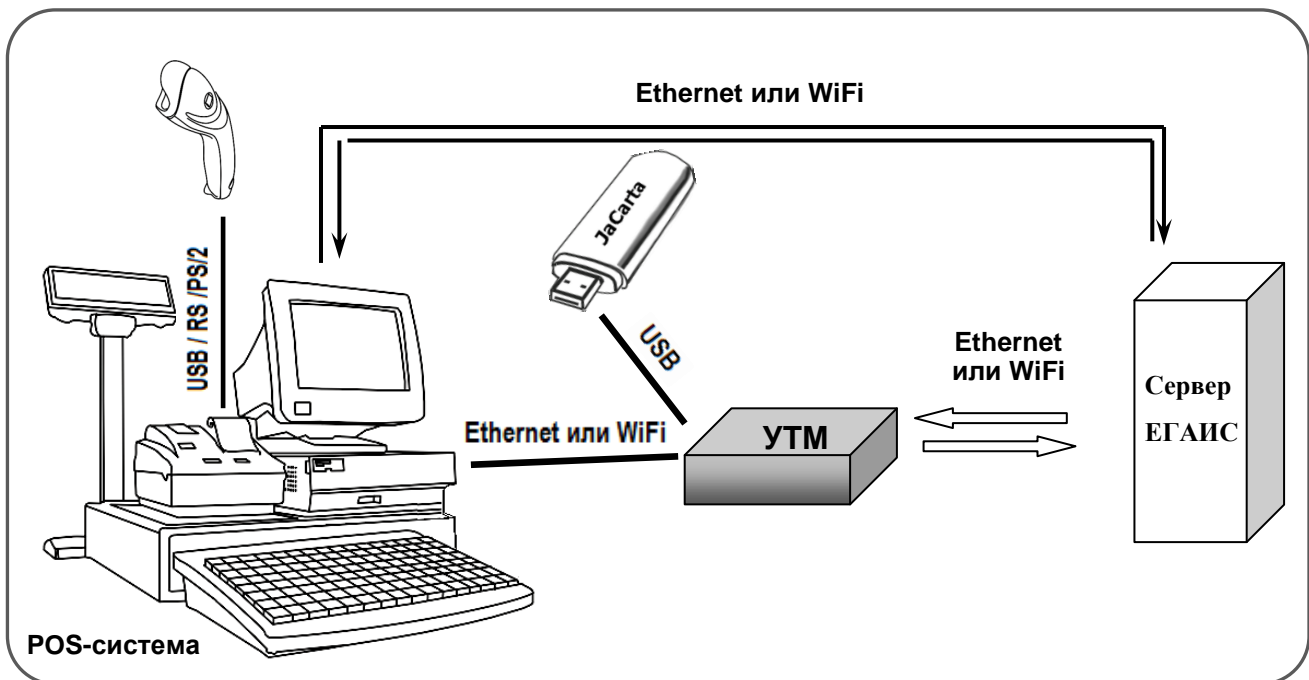 Ethernet или WiFi
JaCarta
USB / RS /PS/2
USB
Ethernet
или WiFi
Сервер
ЕГАИС
Ethernet или WiFi
УТМ
POS-система